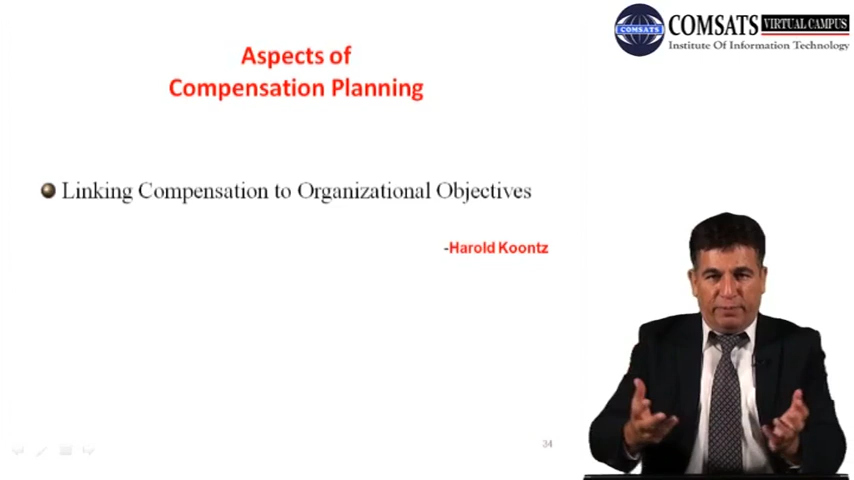 COMSATS
COMSATS VIRTUAL CAMPUS
Institute Of Information Technology
Aspects of
Compensation Planning
Linking Compensation to Organizational Objectives
-Harold Koontz
34